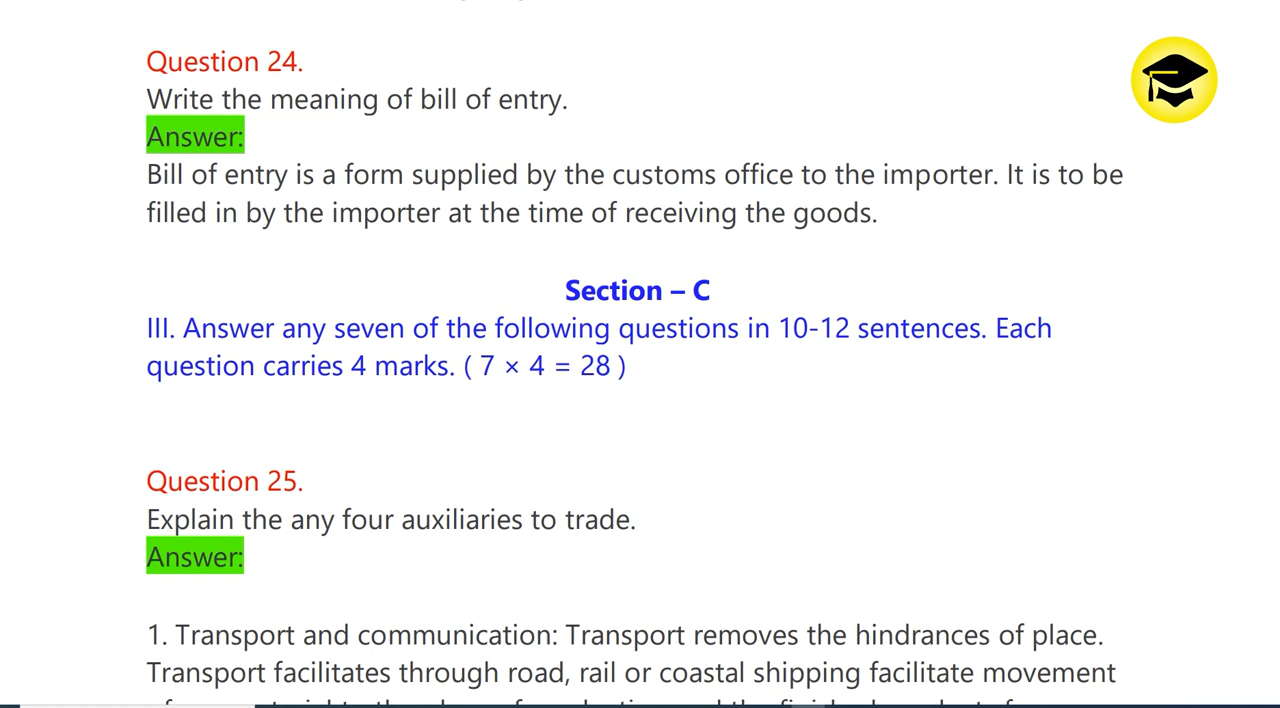 Question 24.
Write the meaning of bill of entry.
Answer:
Bill of entry is a form supplied by the customs office to the importer. It is to be
filled in by the importer at the time of receiving the goods.
Section – C
III. Answer any seven of the following questions in 10-12 sentences. Each
question carries 4 marks. ( 7 × 4 = 28 )
Question 25.
Explain the any four auxiliaries to trade.
Answer:
1. Transport and communication: Transport removes the hindrances of place.
Transport facilitates through road, rail or coastal shipping facilitate movement